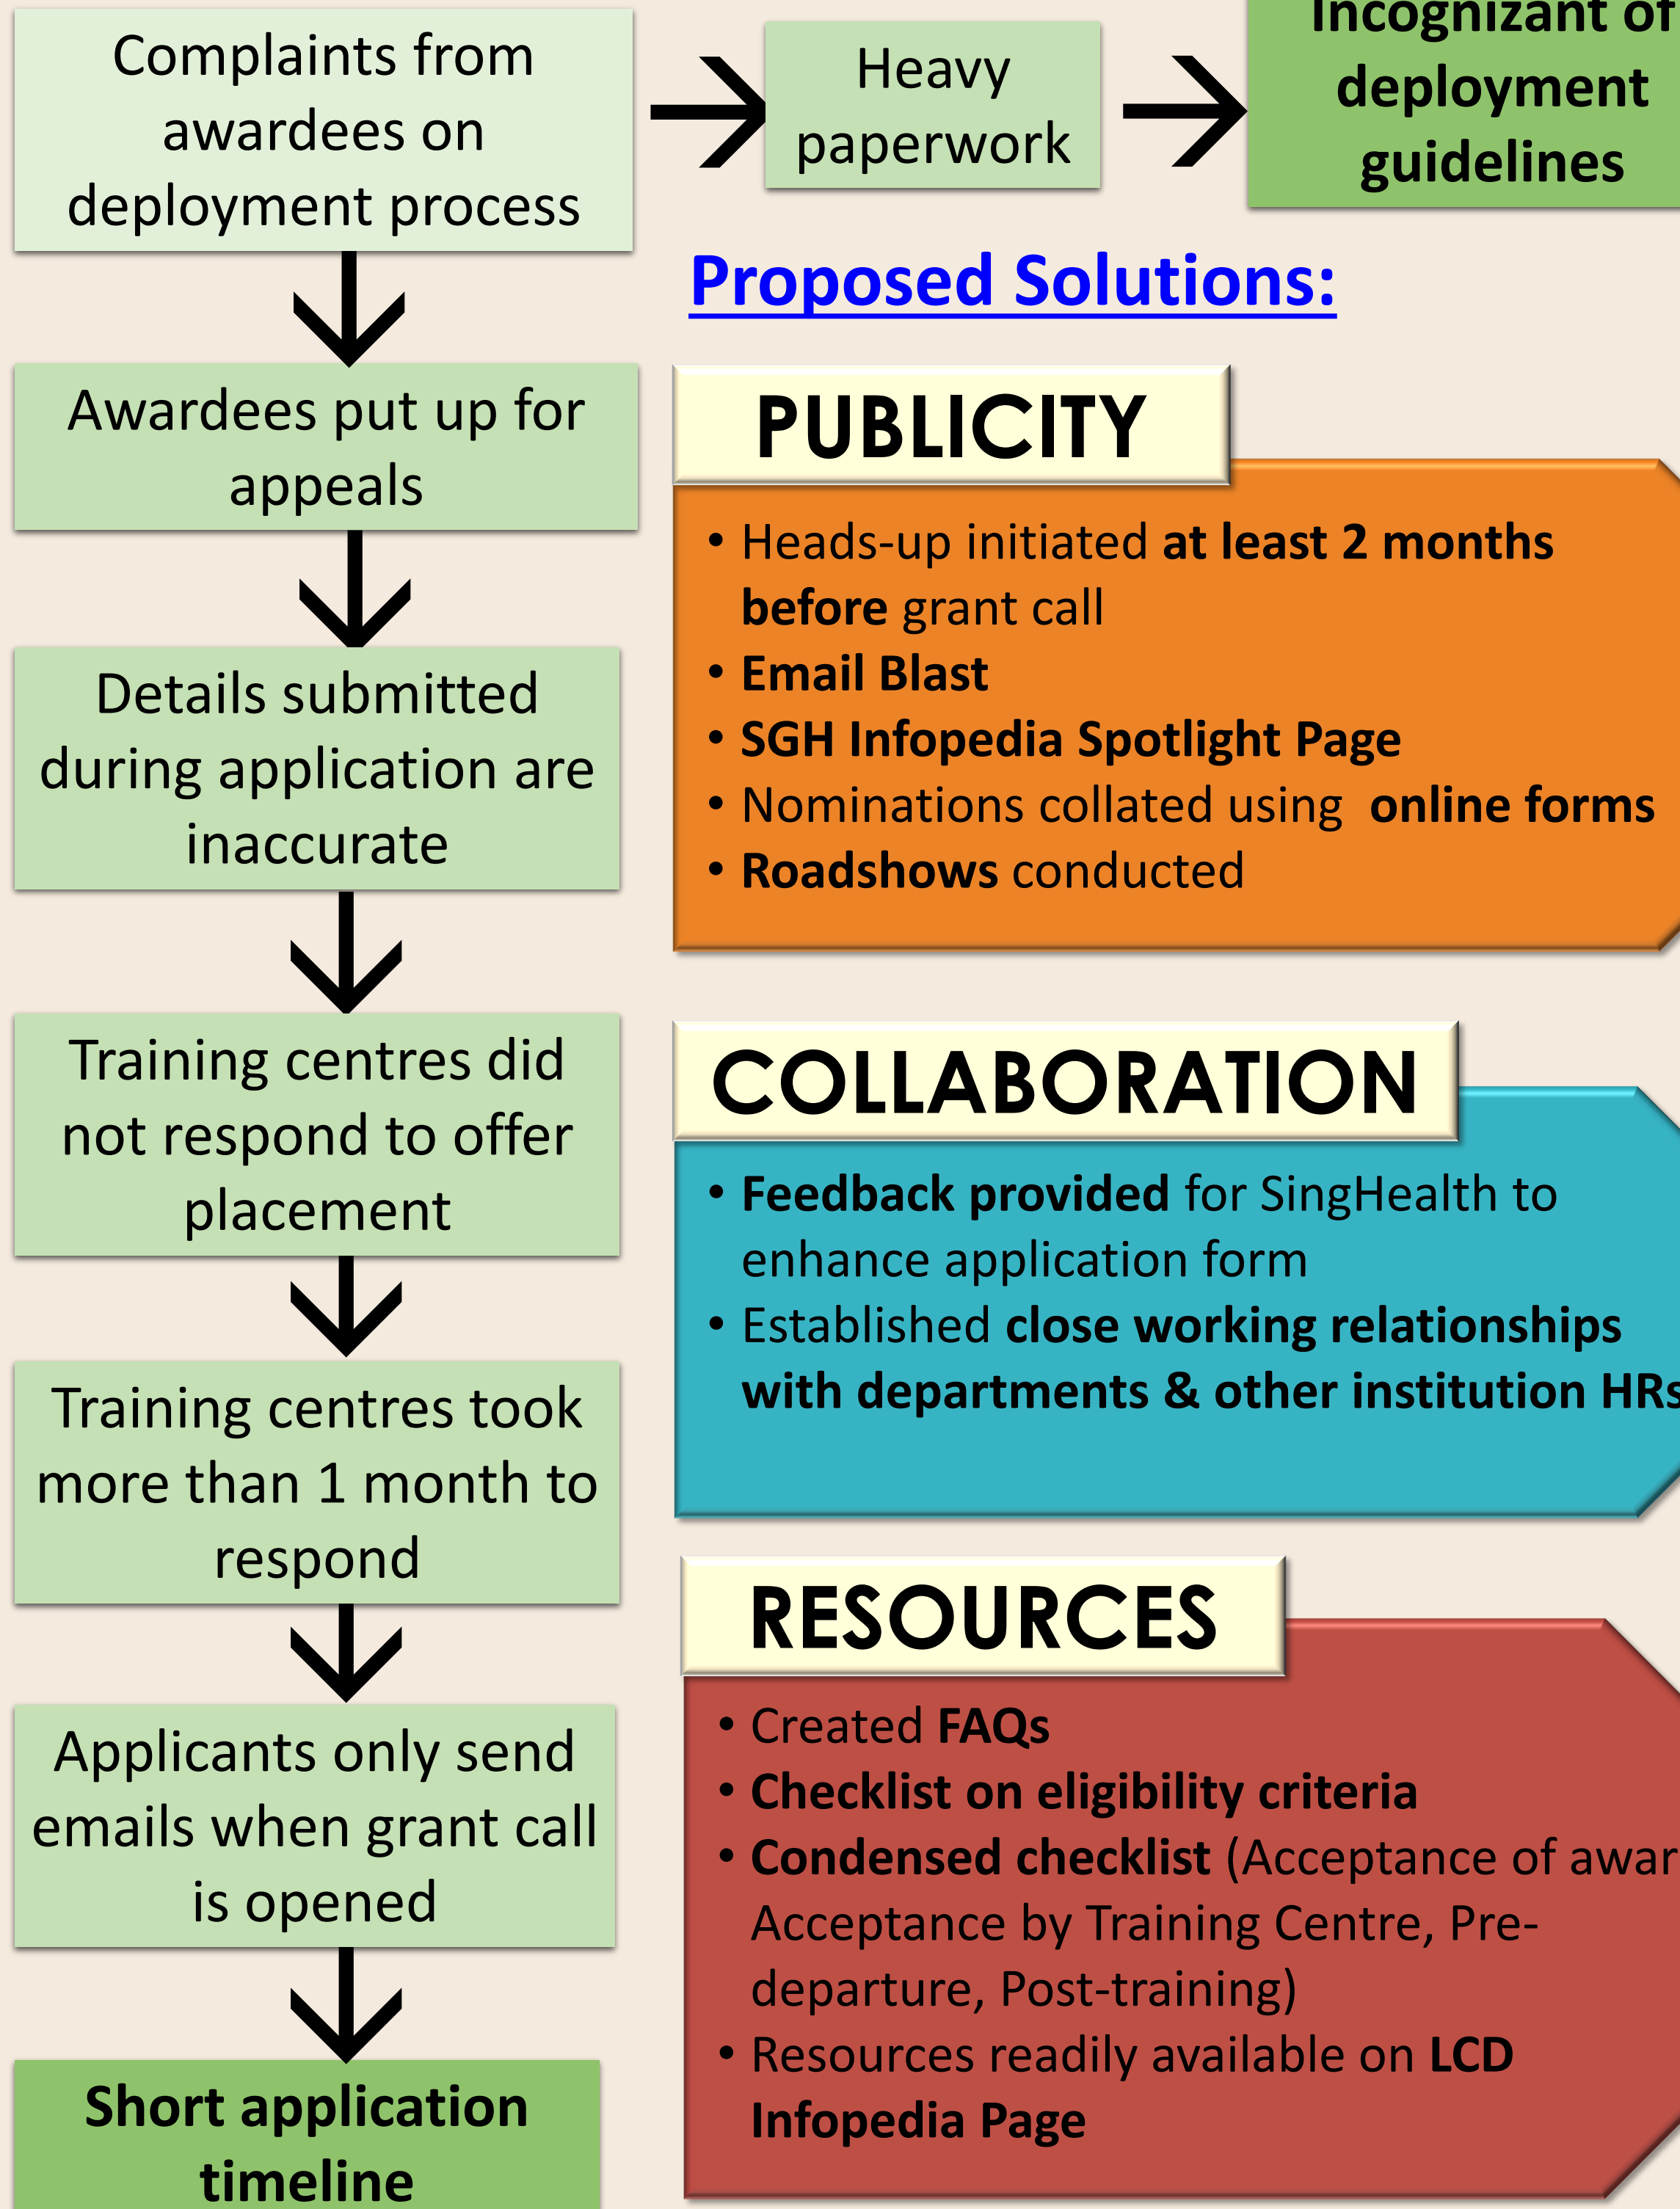 Complaints from
awardees on
deployment process
Heavy
paperwork
Incognizant of
deployment
guidelines
Awardees put up for
appeals
Details submitted
during application are
inaccurate
Training centres did
not respond to offer
placement
Training centres took
more than 1 month to
respond
Applicants only send
emails when grant call
is opened
Short application
timeline
Proposed Solutions:
PUBLICITY
• Heads-up initiated at least 2 months
before grant call
• Email Blast
• SGH Infopedia Spotlight Page
• Nominations collated using online forms
• Roadshows conducted
COLLABORATION
• Feedback provided for SingHealth to
enhance application form
• Established close working relationships
with departments & other institution HRs
RESOURCES
• Created FAQs
• Checklist on eligibility criteria
• Condensed checklist (Acceptance of
Acceptance by Training Centre, Pre-
departure, Post-training)
• Resources readily available on LCD
Infopedia Page